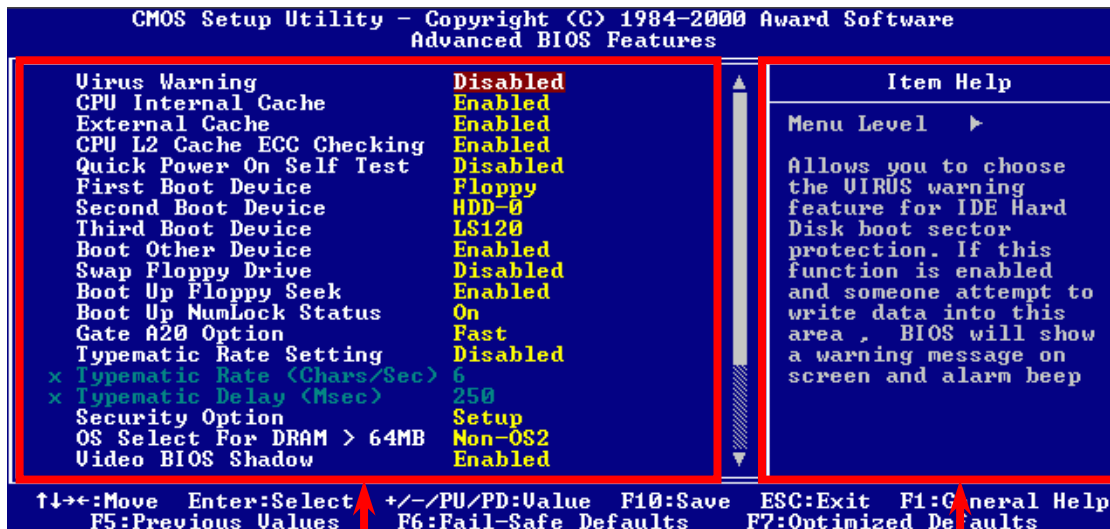 CMOS Setup Utility – Copyright (C) 1984-2000 Award Software
Advanced BIOS Features
Virus Warning Disabled
CPU Internal Cache Enabled
External Cache Enabled
CPU L2 Cache ECC Checking Enabled
Quick Power On Self Test Disabled
First Boot Device Floppy
Second Boot Device HDD-0
Third Boot Device LS120
Boot Other Device Enabled
Swap Floppy Drive Disabled
Boot Up Floppy Seek Enabled
Boot Up NumLock Status On
Gate A20 Option Fast
Typematic Rate Setting Disabled
x Typematic Rate (Chars/Sec) 6
x Typematic Delay (Msec) 250
Security Option Setup
OS Select For DRAM > 64MB Non-OS2
Video BIOS Shadow Enabled
Item Help
Menu Level ▶
Allows you to choose
the VIRUS warning
feature for IDE Hard
Disk boot sector
protection. If this
function is enabled
and someone attempt to
write data into this
area , BIOS will show
a warning message on
screen and alarm beep
↑↓→←:Move Enter:Select +/-/PU/PD:Value F10:Save ESC:Exit F1:General Help
F5:Previous Values F6:Fail-Safe Defaults F7:Optimized Defaults